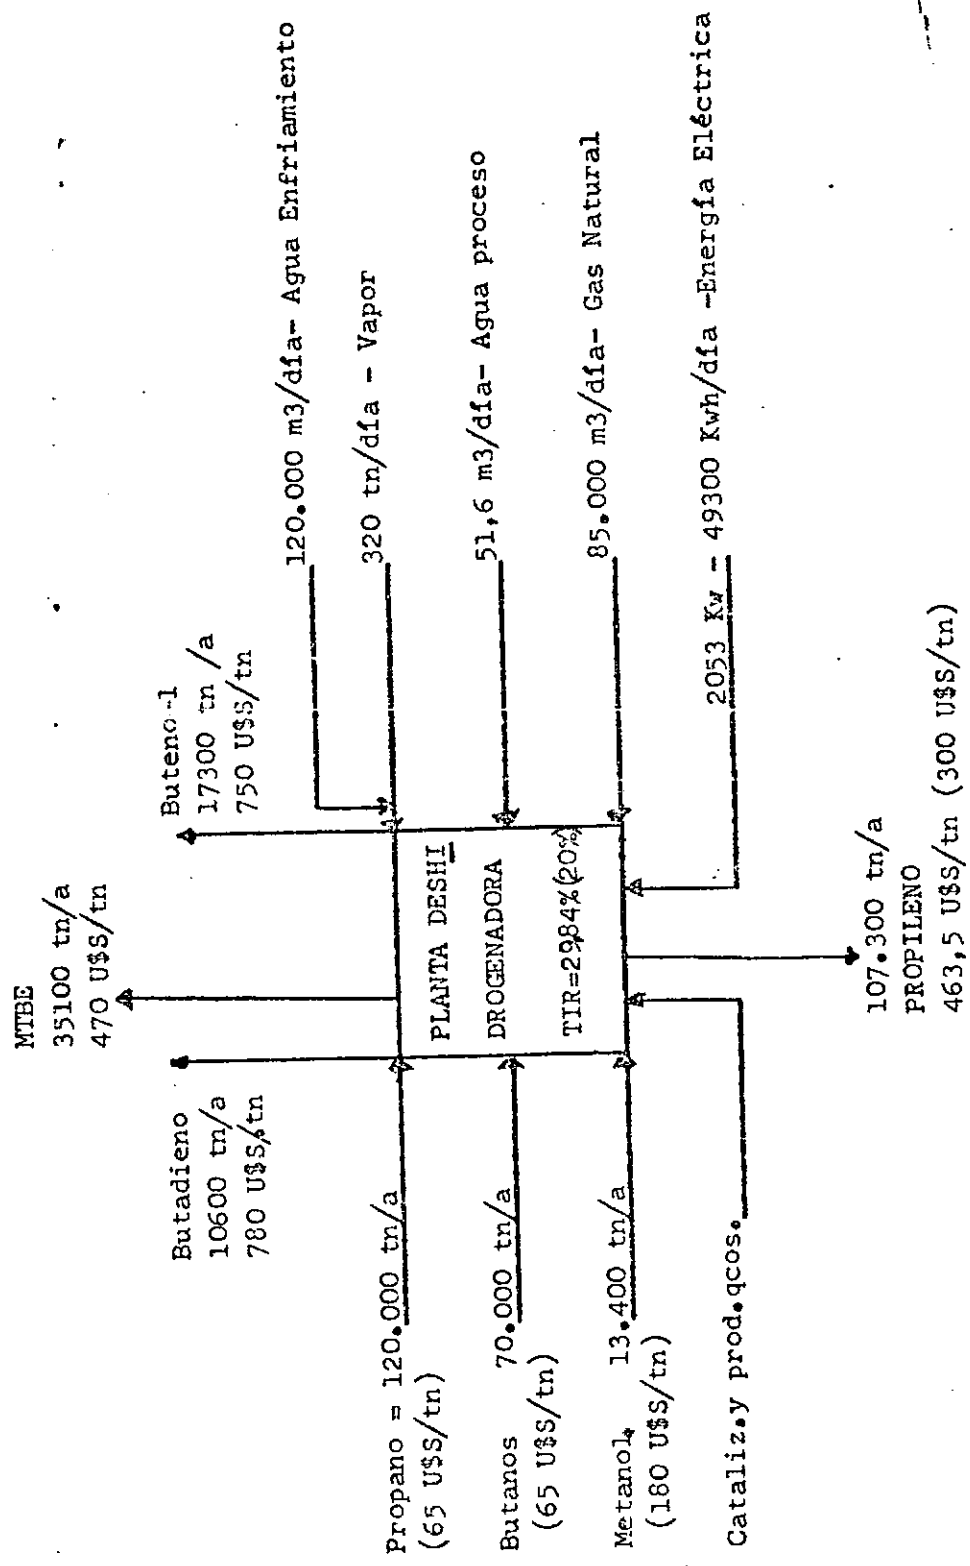 MTBE
35100 tn/a
470 U$S/tn
Butadieno
10600 tn/a
780 U$S/tn
Buteno-1
17300 tn /a
750 U$S/tn
Propano = 120.000 tn/a
(65 U$S/tn)
Butanos 70.000 tn/a
(65 U$S/tn)
Metanol. 13.400 tn/a
(180 U$S/tn)
Cataliz.y prod.qcos.
PLANTA DESHI
DROGENADORA
TIR=29,84%(20%)
120.000 m3/día- Agua Enfriamiento
320 tn/día - Vapor
51,6 m3/día- Agua proceso
85.000 m3/día- Gas Natural
2053 Kw - 49300 Kwh/día -Energía Eléctrica
107.300 tn/a
PROPILENO
463,5 U$S/tn (300 U$S/tn)